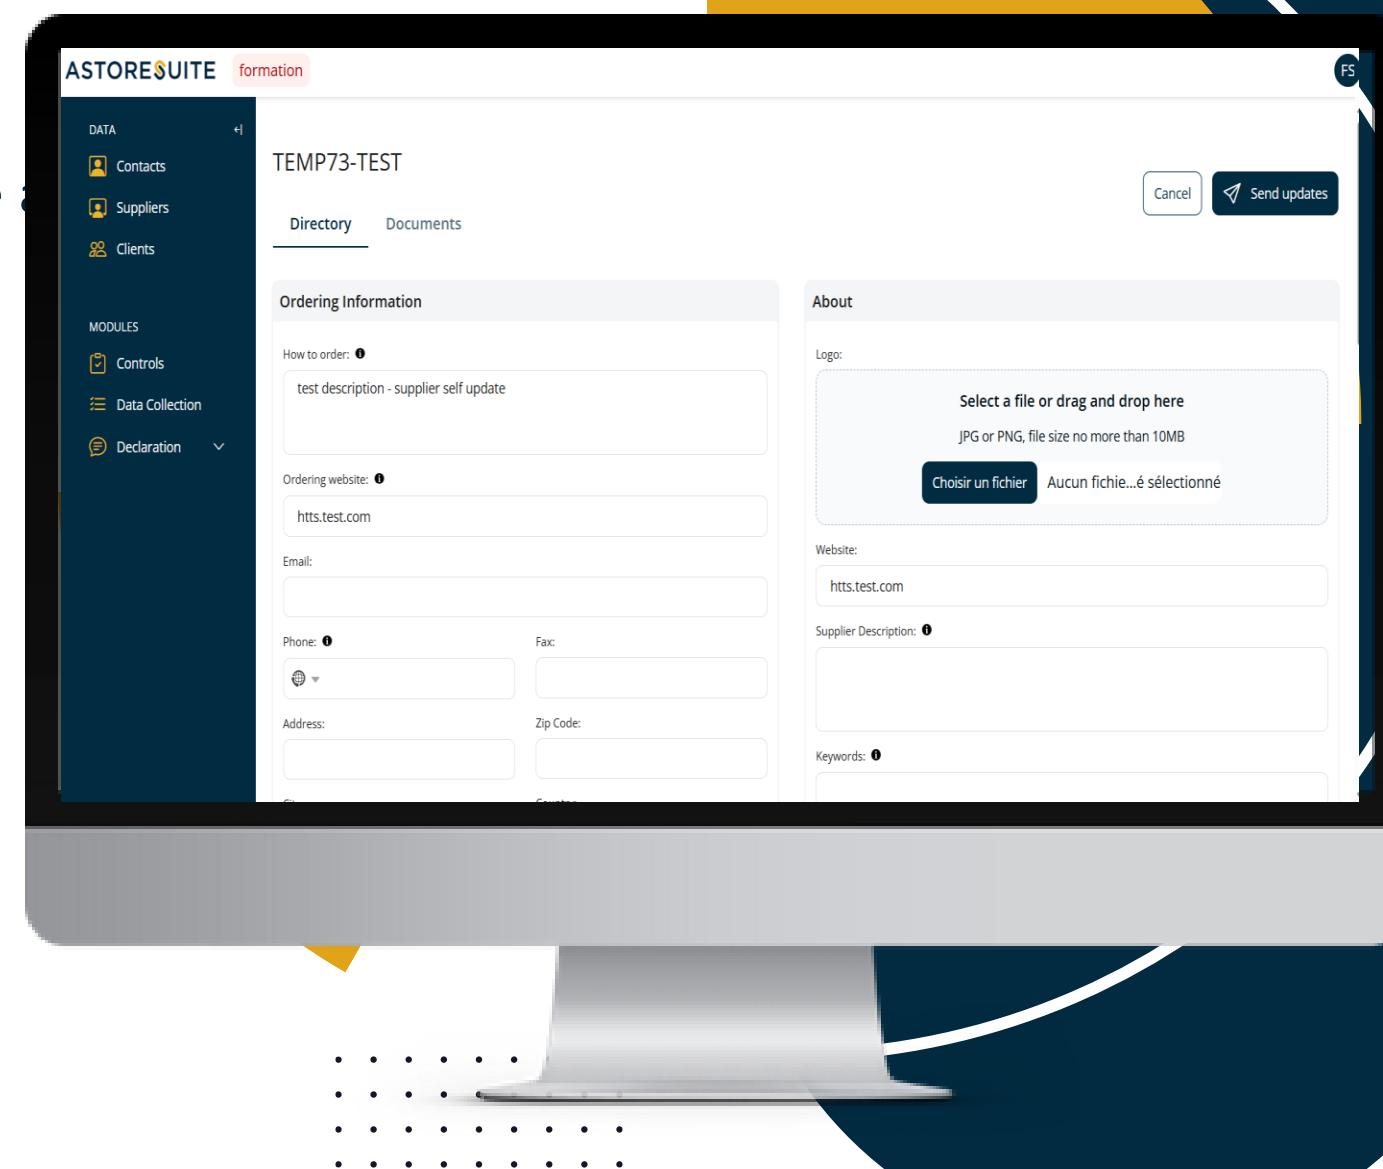 ASTORESUITE formation
FS
DATA
Contacts
Suppliers
Clients
MODULES
Controls
Data Collection
Declaration
TEMP73-TEST
Cancel
Send updates
Directory Documents
Ordering Information
How to order:
test description - supplier self update
Ordering website:
htts.test.com
Email:
Phone: Fax:
Address: Zip Code:
About
Logo:
Select a file or drag and drop here
JPG or PNG, file size no more than 10MB
Choisir un fichier Aucun fichie...é sélectionné
Website:
htts.test.com
Supplier Description:
Keywords: